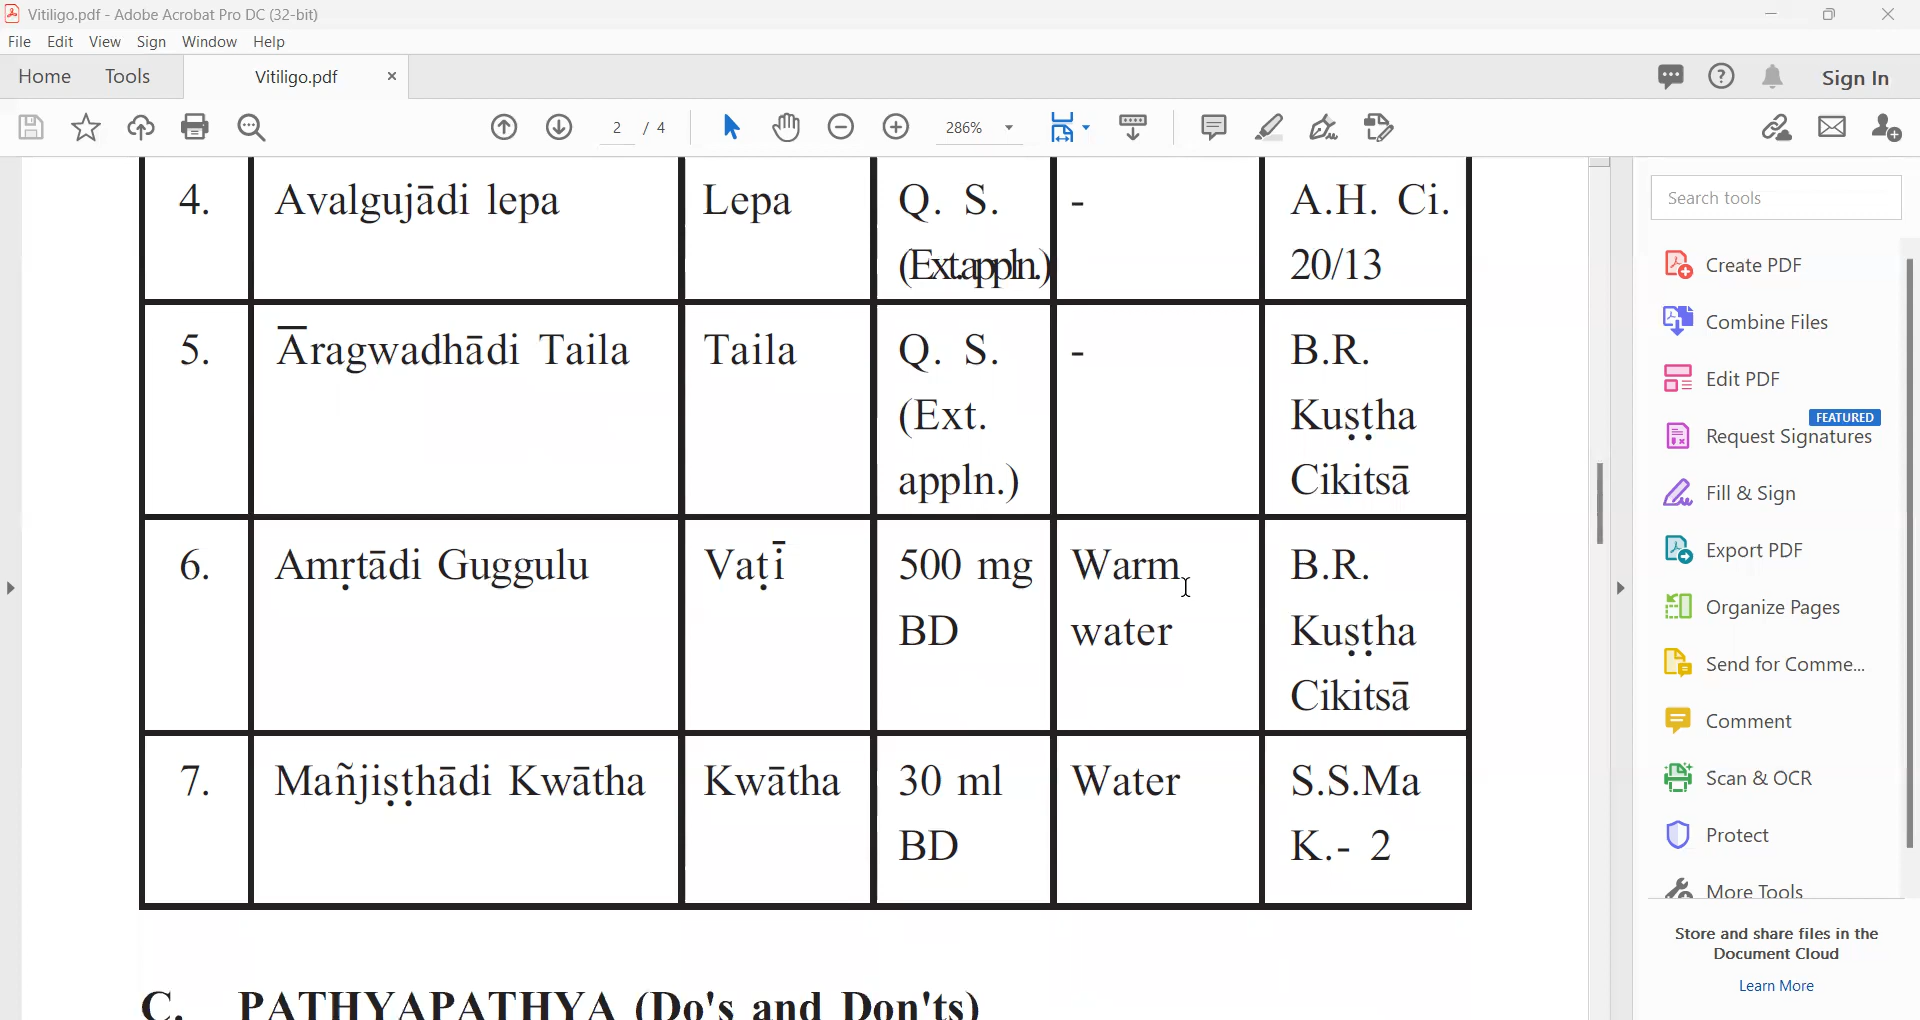 Vitiligo.pdf - Adobe Acrobat Pro DC (32-bit)
File Edit View Sign Window Help
Home Tools Vitiligo.pdf Sign In
2 / 4 286%
4. Avalgujādi lepa Lepa Q. S. - A.H. Ci.
(Ext.appln.) 20/13
5. Āragwadhādi Taila Taila Q. S. - B.R.
(Ext. Kuṣṭha
appln.) Cikitsā
6. Amṛtādi Guggulu Vaṭī 500 mg Warm B.R.
BD water Kuṣṭha
Cikitsā
7. Mañjiṣṭhādi Kwātha Kwātha 30 ml Water S.S.Ma
BD K.- 2
C. PATHYAPATHYA (Do's and Don'ts)
Search tools
Create PDF
Combine Files
Edit PDF
FEATURED
Request Signatures
Fill & Sign
Export PDF
Organize Pages
Send for Comme...
Comment
Scan & OCR
Protect
More Tools
Store and share files in the
Document Cloud
Learn More